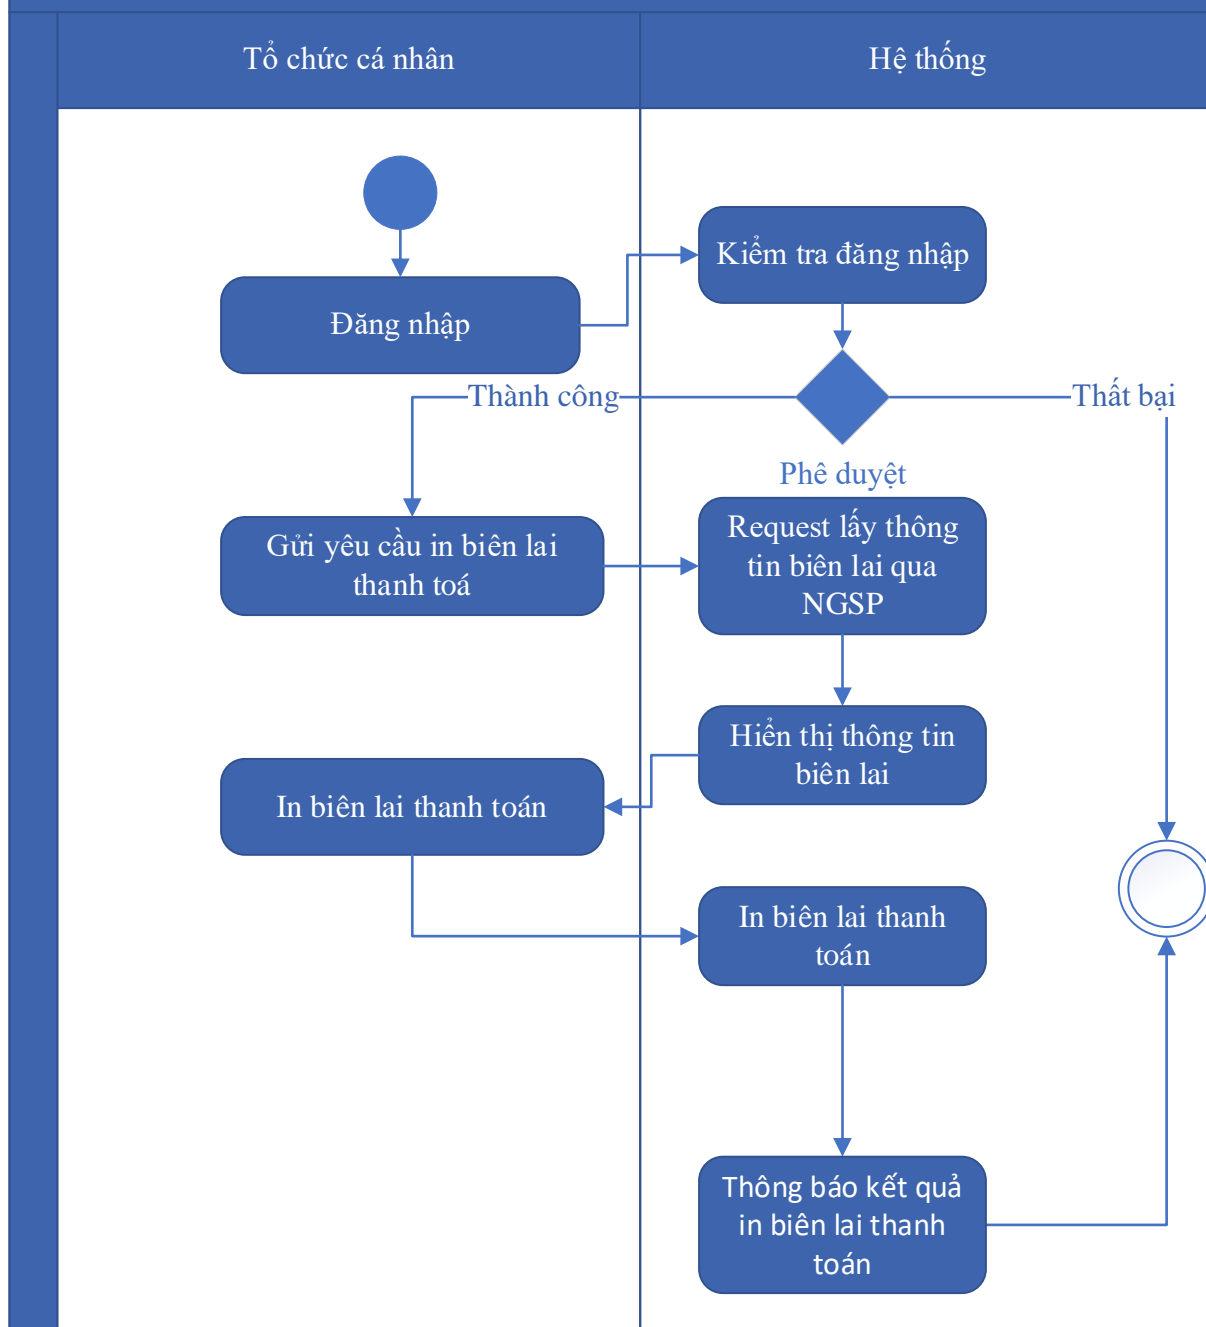 Tổ chức cá nhân
Hệ thống
Kiểm tra đăng nhập
Đăng nhập
Thành công
Thất bại
Phê duyệt
Gửi yêu cầu in biên lai
thanh toá
Request lấy thông
tin biên lai qua
NGSP
Hiển thị thông tin
biên lai
In biên lai thanh toán
In biên lai thanh
toán
Thông báo kết quả
in biên lai thanh
toán